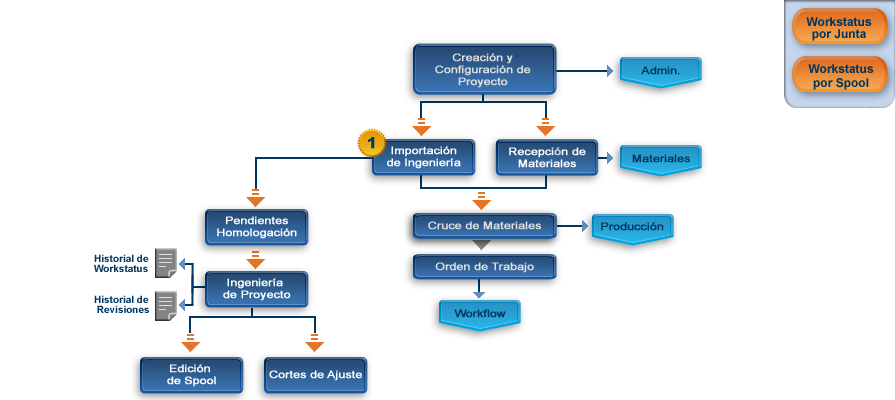 Workstatus
por Junta
Workstatus
por Spool
Creación y
Configuración de
Proyecto
Admin.
1
Importación
de Ingeniería
Recepción de
Materiales
Materiales
Pendientes
Homologación
Cruce de Materiales
Producción
Historial de
Workstatus
Orden de Trabajo
Ingeniería
de Proyecto
Historial de
Revisiones
Workflow
Edición
de Spool
Cortes de Ajuste